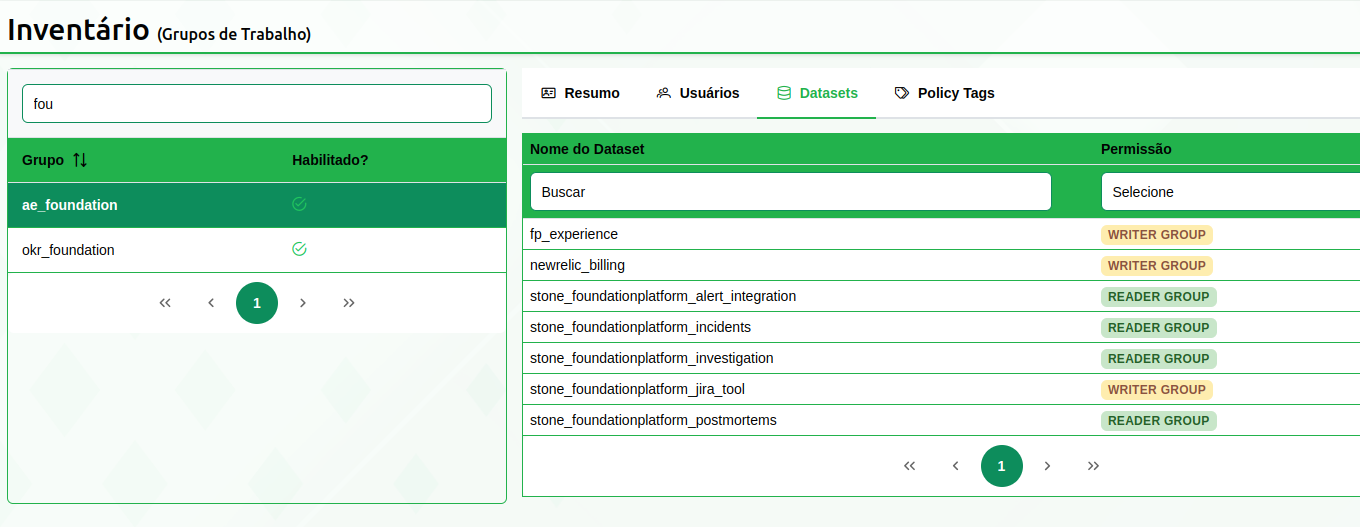 Inventário (Grupos de Trabalho)
fou
Grupo Habilitado?
ae_foundation
okr_foundation
1
Resumo Usuários Datasets Policy Tags
Nome do Dataset Permissão
Buscar Selecione
fp_experience WRITER GROUP
newrelic_billing WRITER GROUP
stone_foundationplatform_alert_integration READER GROUP
stone_foundationplatform_incidents READER GROUP
stone_foundationplatform_investigation READER GROUP
stone_foundationplatform_jira_tool WRITER GROUP
stone_foundationplatform_postmortems READER GROUP
1